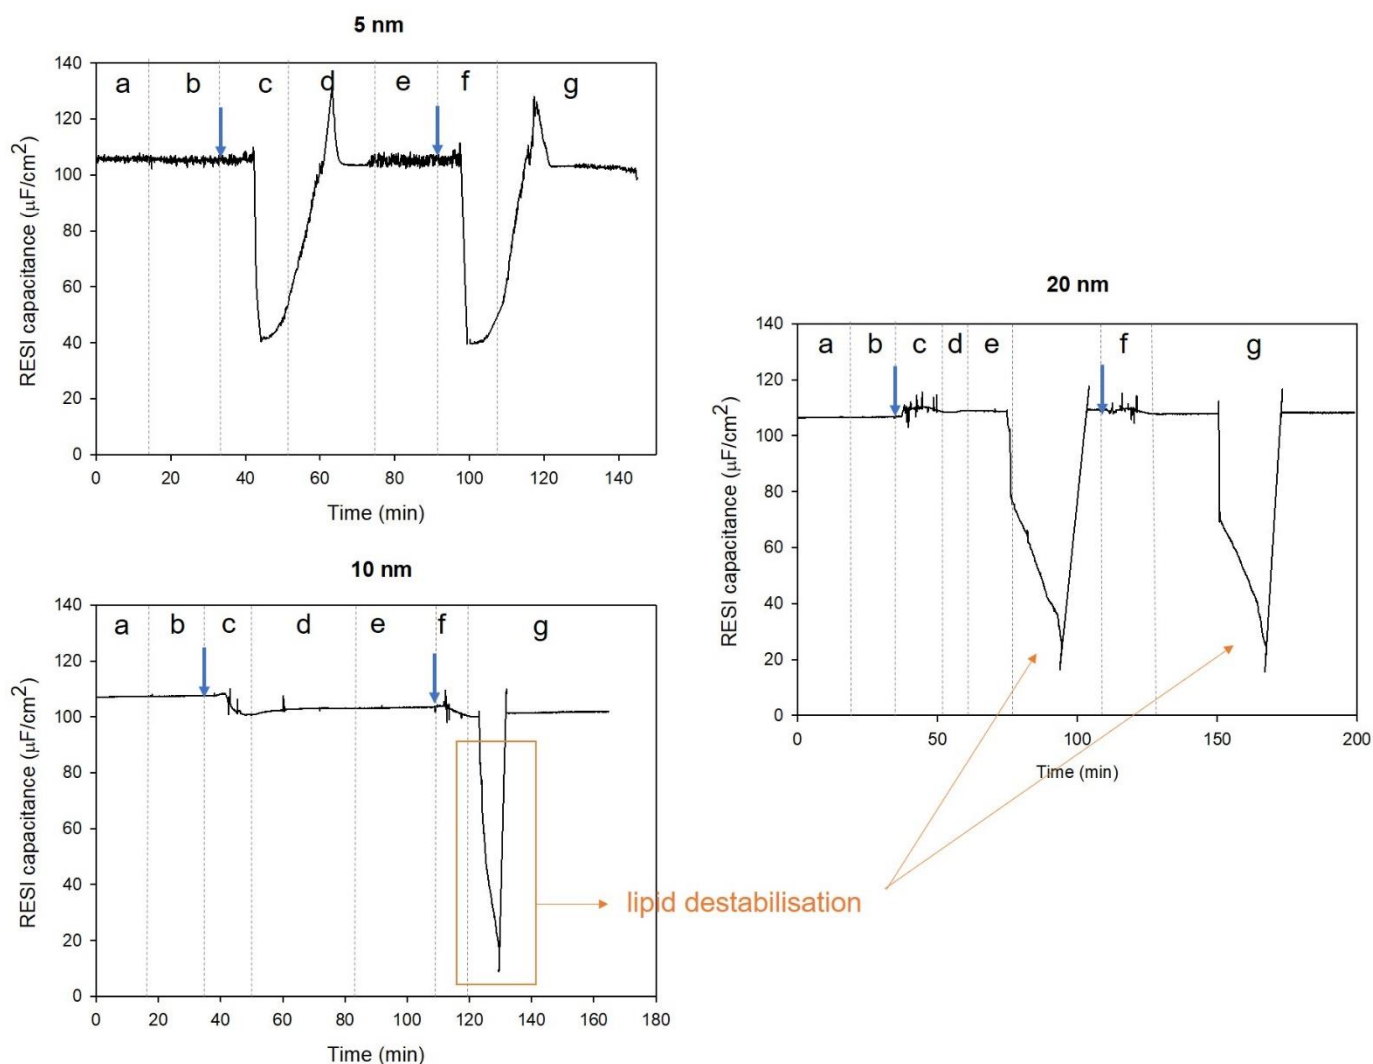 5 nm
140
120
100
80
60
40
20
0
RESI capacitance (μF/cm²)
a b c d e f g
0 20 40 60 80 100 120 140
Time (min)
10 nm
140
120
100
80
60
40
20
0
RESI capacitance (μF/cm²)
a b c d e f g
0 20 40 60 80 100 120 140 160 180
Time (min)
20 nm
140
120
100
80
60
40
20
0
RESI capacitance (μF/cm²)
a b c d e f g
0 50 100 150 200
Time (min)
lipid destabilisation